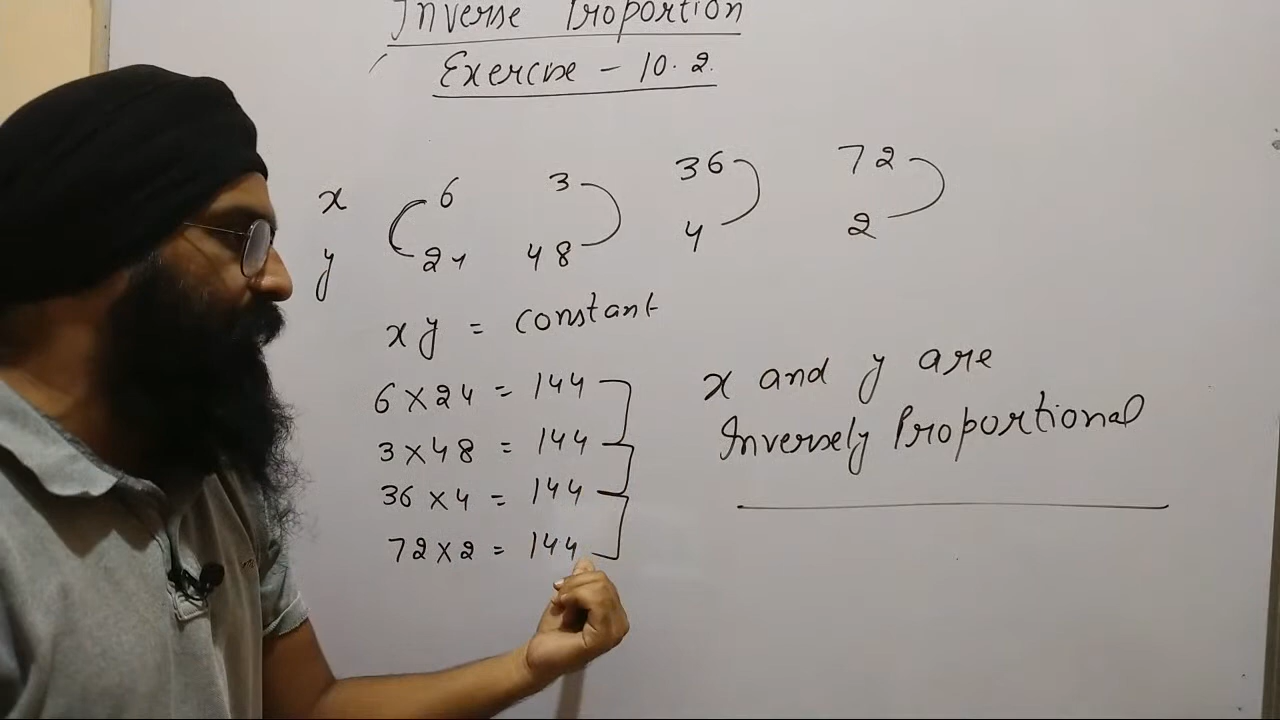 Inverse Proportion
Exercise - 10.2.
x 6 3 36 72
y 24 48 4 2
xy = constant
6 × 24 = 144
3 × 48 = 144
36 × 4 = 144
72 × 2 = 144
x and y are
Inversely Proportional